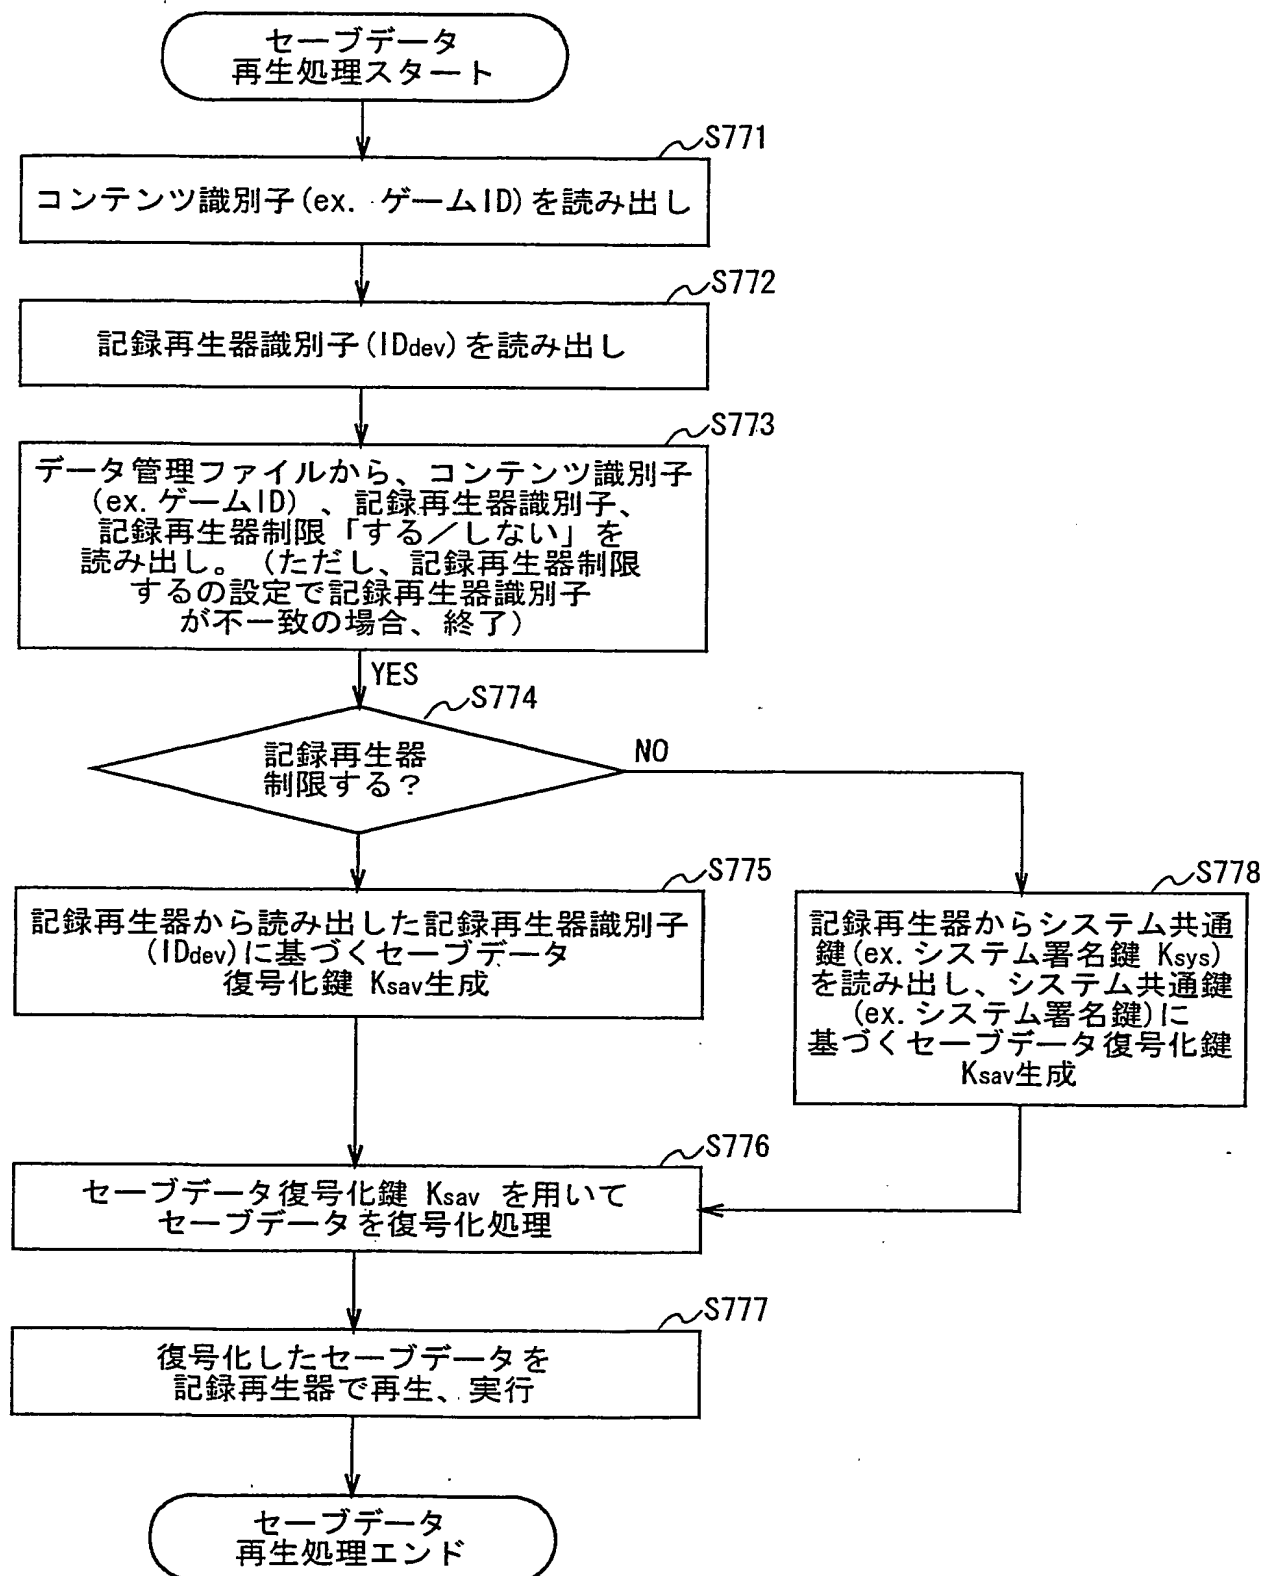 セーブデータ
再生処理スタート
S771
コンテンツ識別子(ex. ゲームID)を読み出し
S772
記録再生器識別子(IDdev)を読み出し
S773
データ管理ファイルから、コンテンツ識別子
(ex.ゲームID) 、記録再生器識別子、
記録再生器制限「する/しない」を
読み出し。(ただし、記録再生器制限
するの設定で記録再生器識別子
が不一致の場合、終了)
YES
S774
記録再生器
制限する?
NO
S775
記録再生器から読み出した記録再生器識別子
(IDdev)に基づくセーブデータ
復号化鍵 Ksav生成
S778
記録再生器からシステム共通
鍵(ex.システム署名鍵 Ksys)
を読み出し、システム共通鍵
(ex.システム署名鍵)に
基づくセーブデータ復号化鍵
Ksav生成
S776
セーブデータ復号化鍵 Ksav を用いて
セーブデータを復号化処理
S777
復号化したセーブデータを
記録再生器で再生、実行
セーブデータ
再生処理エンド